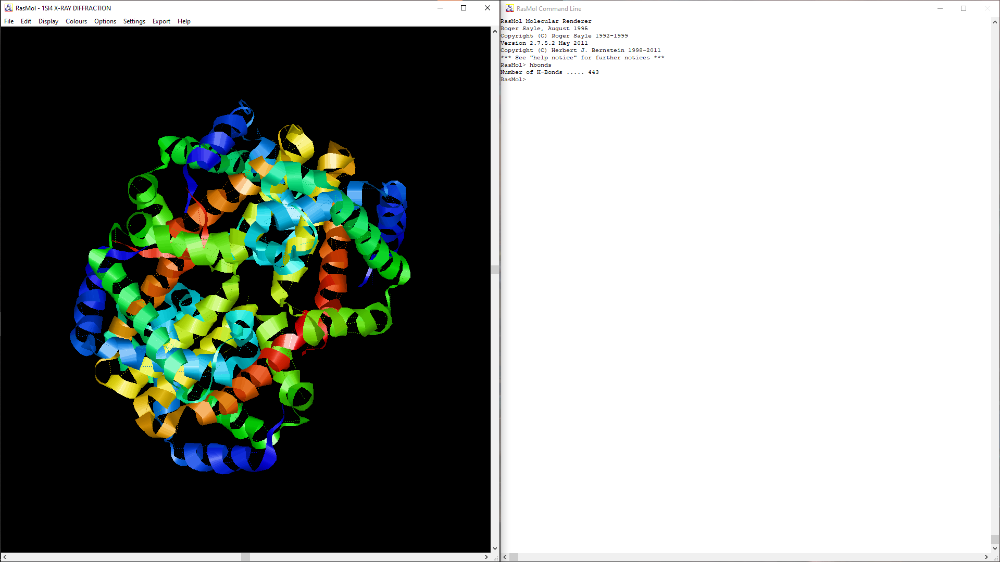 RasMol - 1SI4 X-RAY DIFFRACTION
File Edit Display Colours Options Settings Export Help
RasMol Command Line
RasMol Molecular Renderer
Roger Sayle, August 1995
Copyright (C) Roger Sayle 1992-1999
Version 2.7.5.2 May 2011
Copyright (C) Herbert J. Bernstein 1998-2011
*** See "help notice" for further notices ***
RasMol> hbonds
Number of H-Bonds ..... 443
RasMol>